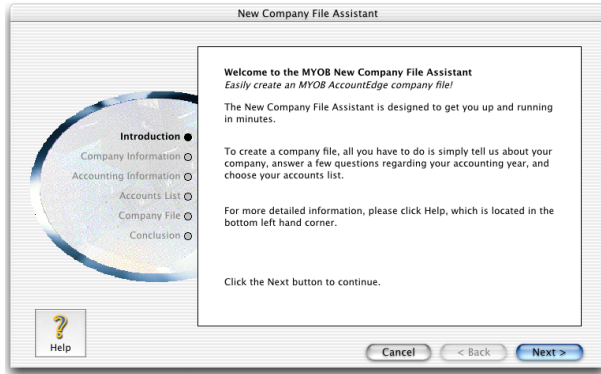 New Company File Assistant
Welcome to the MYOB New Company File Assistant
Easily create an MYOB AccountEdge company file!
The New Company File Assistant is designed to get you up and running
in minutes.
To create a company file, all you have to do is simply tell us about your
company, answer a few questions regarding your accounting year, and
choose your accounts list.
For more detailed information, please click Help, which is located in the
bottom left hand corner.
Click the Next button to continue.
Introduction
Company Information
Accounting Information
Accounts List
Company File
Conclusion
Help
Cancel
< Back
Next >